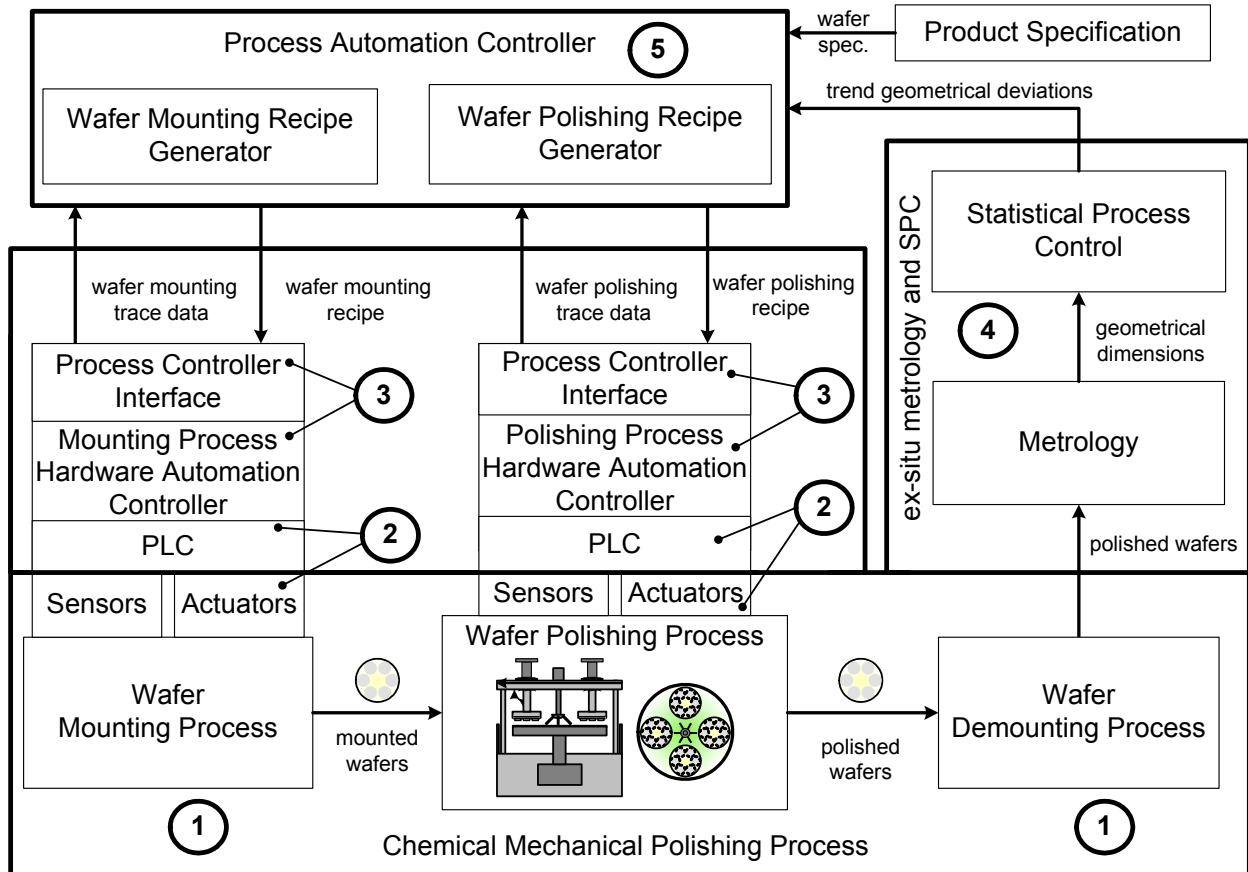 Process Automation Controller
5
wafer
spec.
Product Specification
trend geometrical deviations
Wafer Mounting Recipe
Generator
Wafer Polishing Recipe
Generator
wafer mounting
trace data
wafer mounting
recipe
wafer polishing
trace data
wafer polishing
recipe
ex-situ metrology and SPC
Statistical Process
Control
4
geometrical
dimensions
Metrology
polished wafers
Process Controller
Interface
3
Mounting Process
Hardware Automation
Controller
2
PLC
Sensors
Actuators
Process Controller
Interface
3
Polishing Process
Hardware Automation
Controller
2
PLC
Sensors
Actuators
Wafer
Mounting Process
mounted
wafers
Wafer Polishing Process
polished
wafers
Wafer
Demounting Process
1
1
Chemical Mechanical Polishing Process